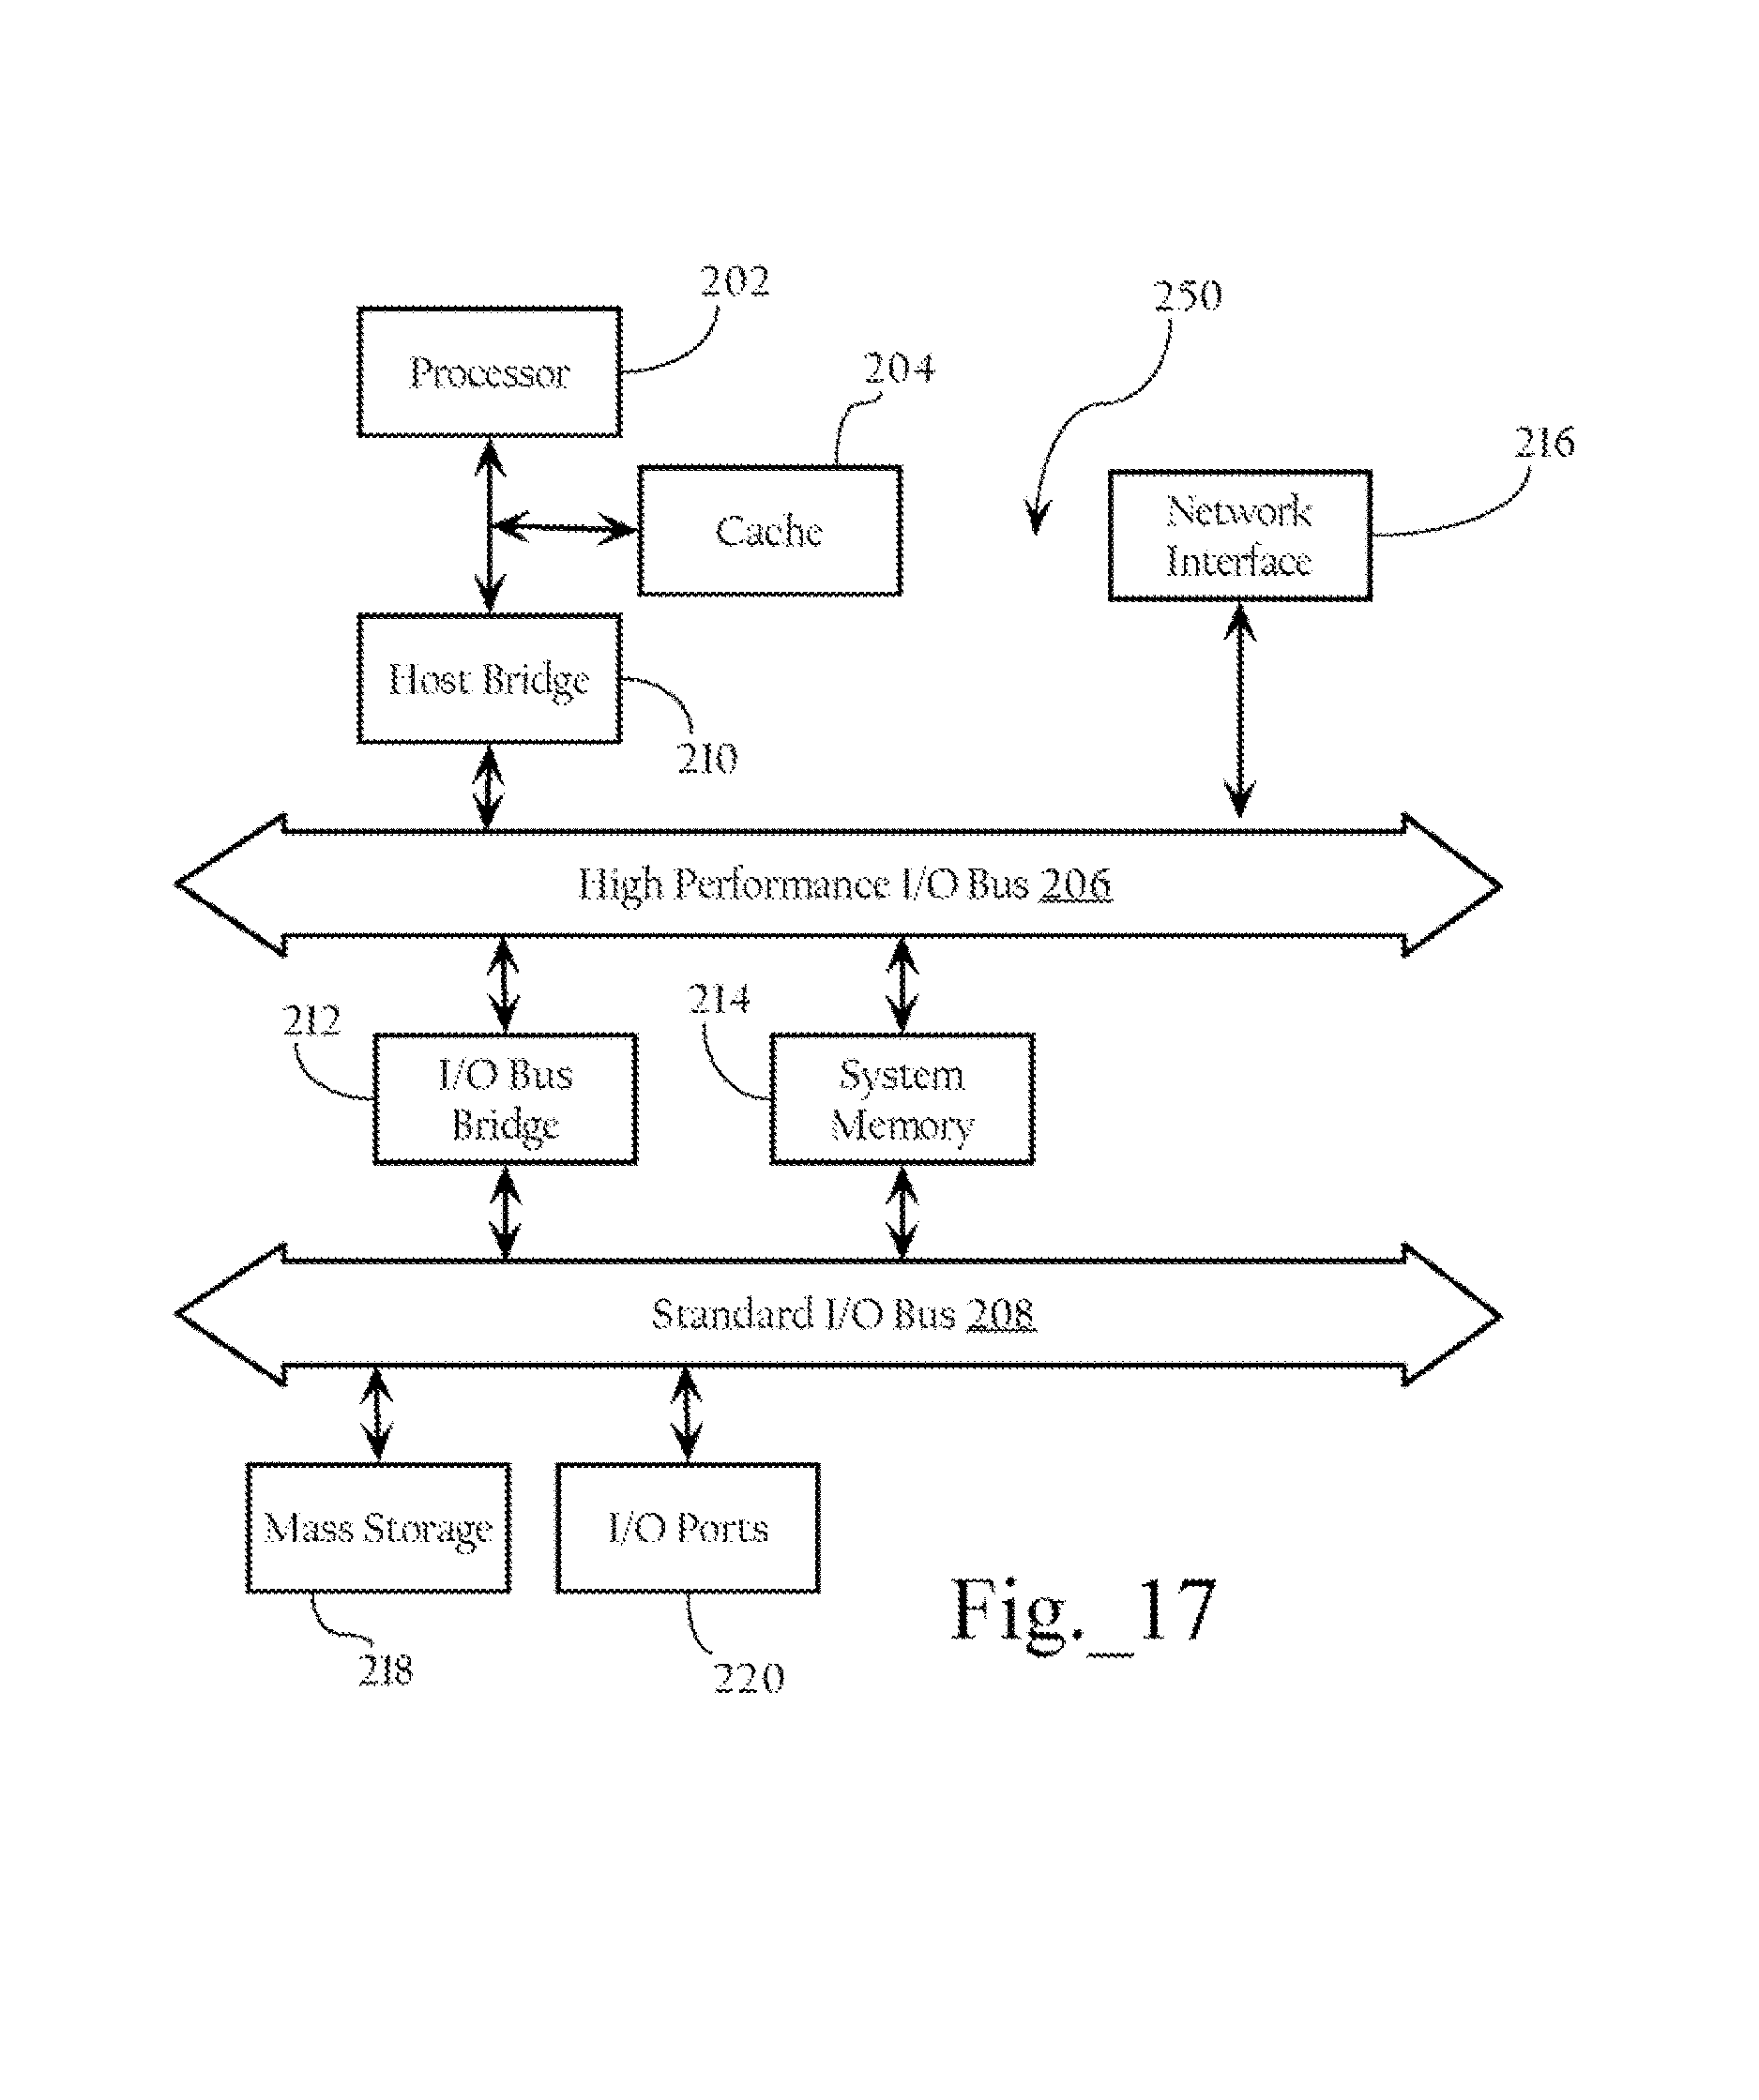 202
250
Processor
204
216
Network
Interface
Cache
Host Bridge
210
High Performance I/O Bus 206
212
214
I/O Bus
Bridge
System
Memory
Standard I/O Bus 208
Mass Storage
I/O Ports
218
220
Fig._17